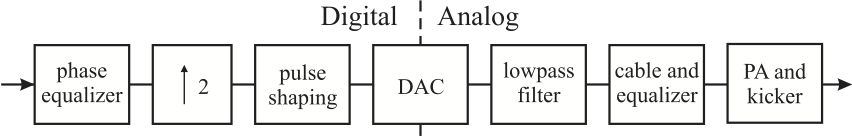 Digital Analog
phase
equalizer
↑ 2
pulse
shaping
DAC
lowpass
filter
cable and
equalizer
PA and
kicker